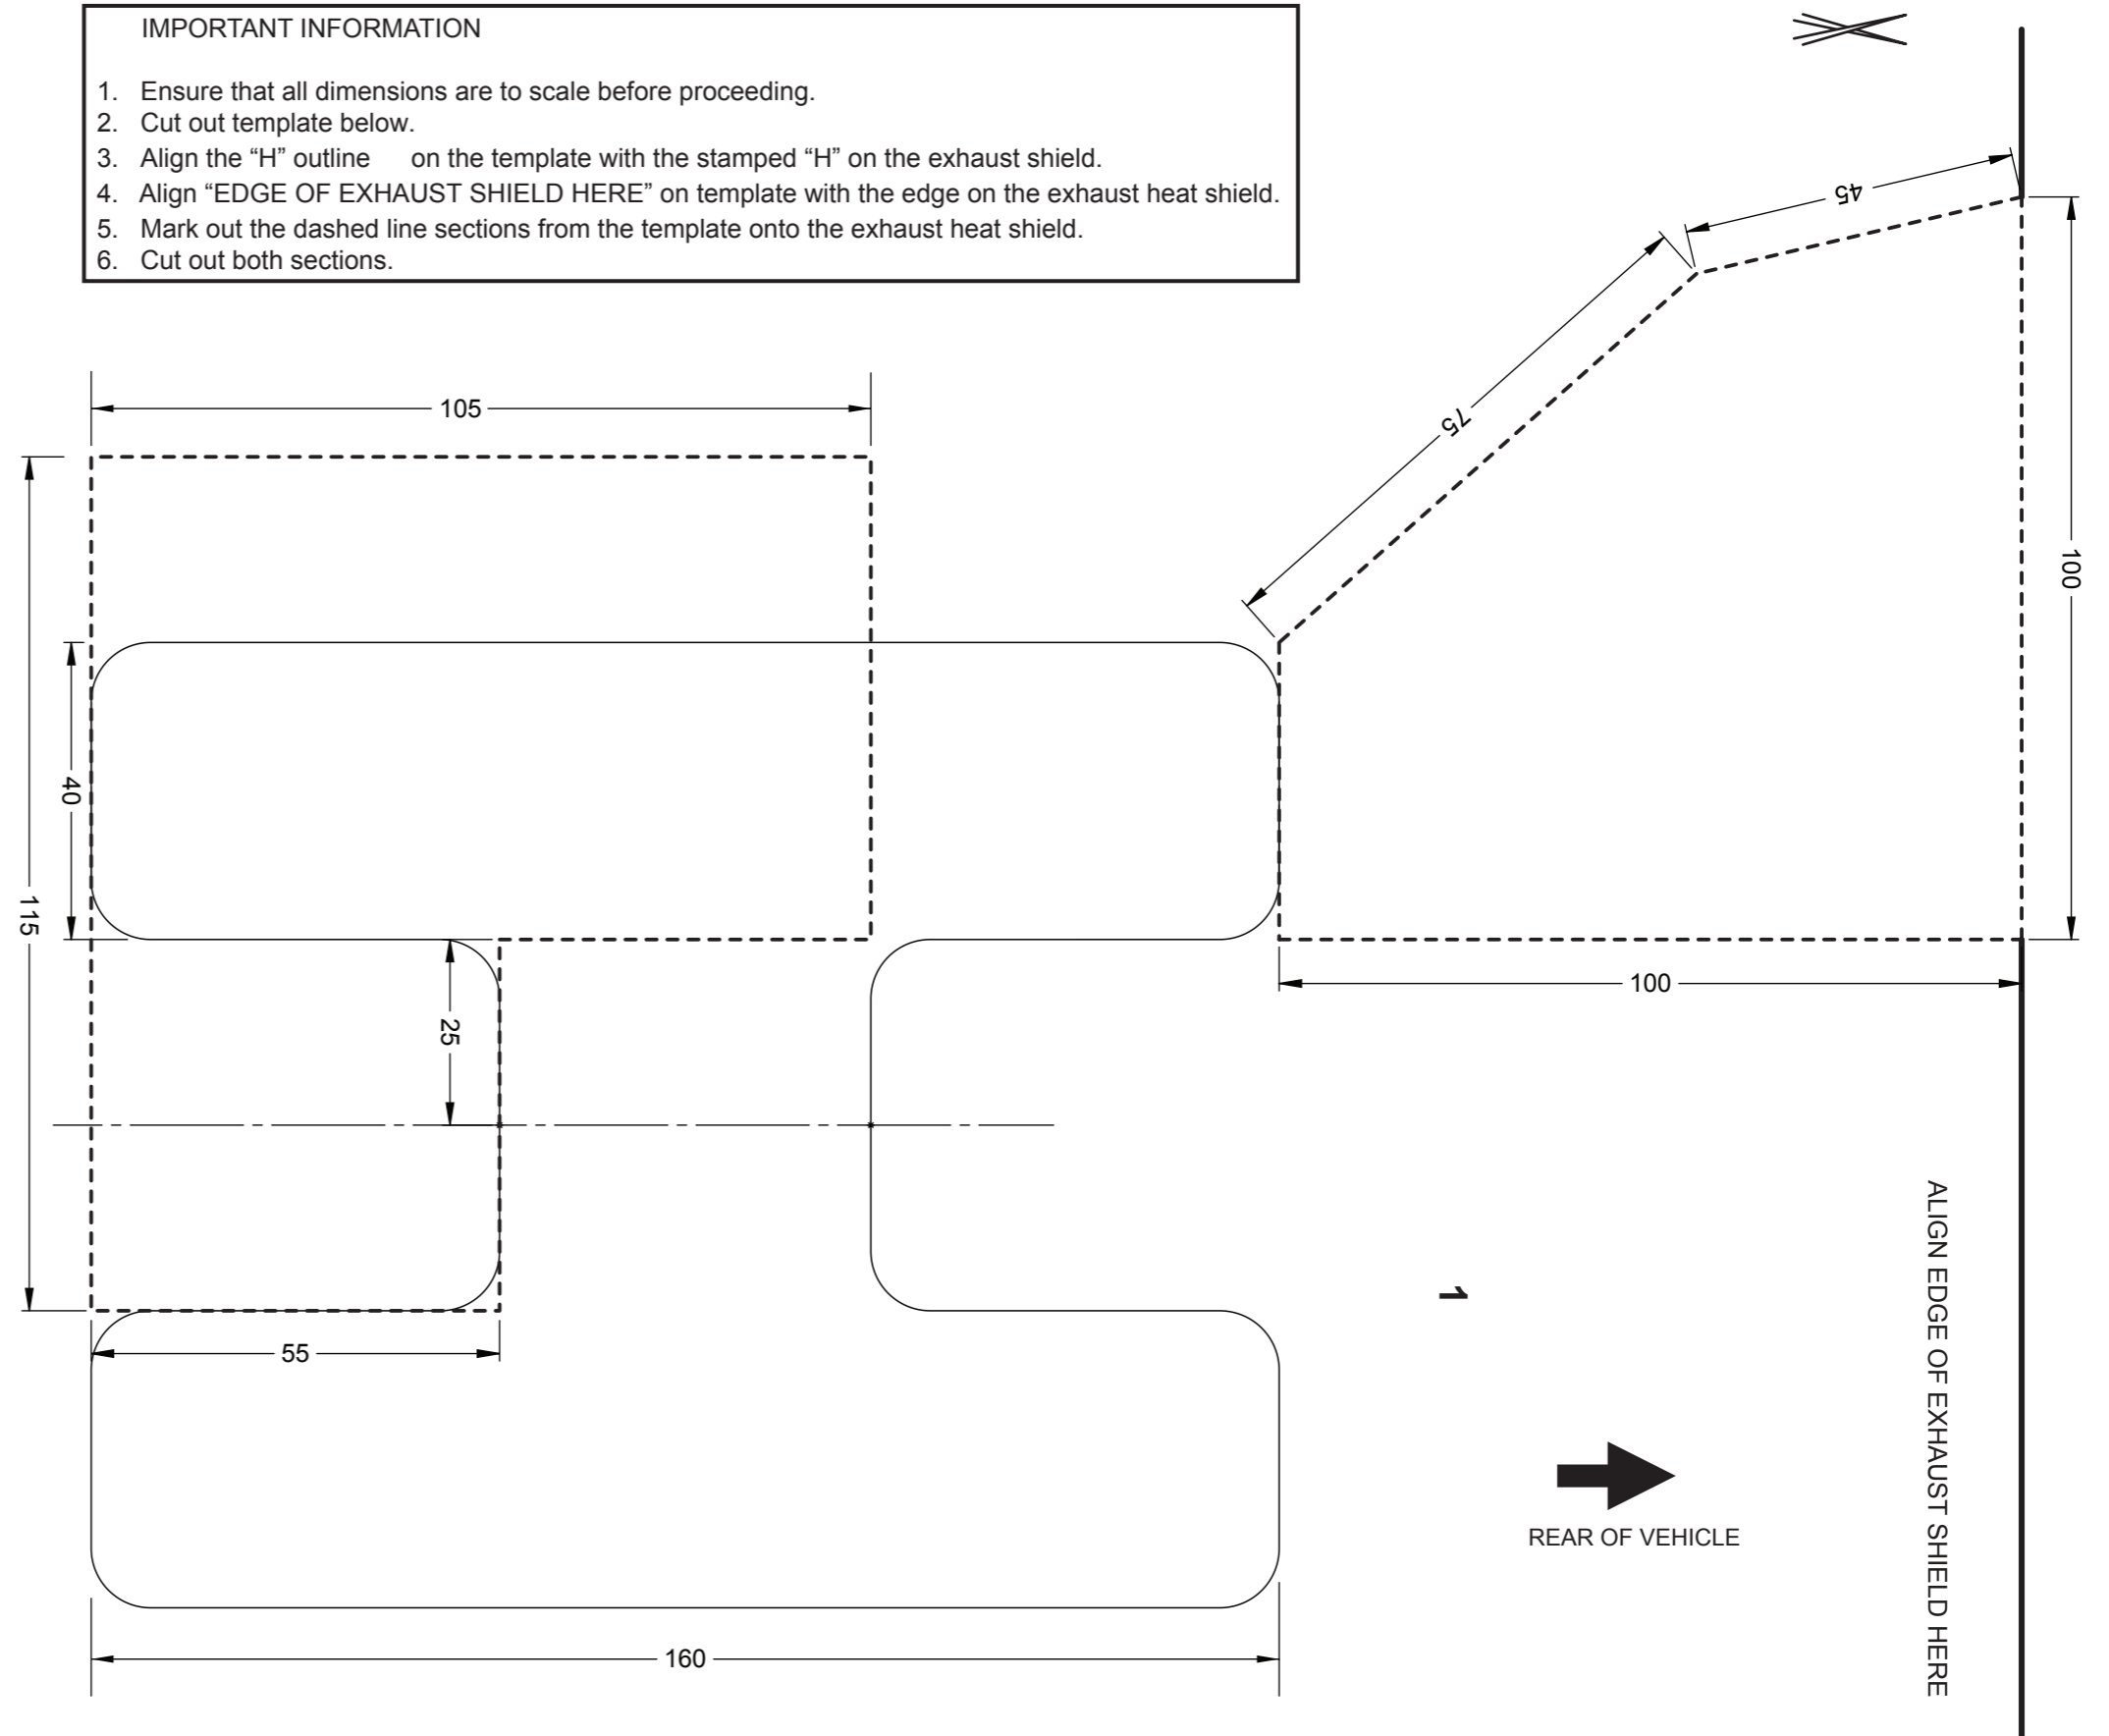 IMPORTANT INFORMATION
1. Ensure that all dimensions are to scale before proceeding.
2. Cut out template below.
3. Align the “H” outline on the template with the stamped “H” on the exhaust shield.
4. Align “EDGE OF EXHAUST SHIELD HERE” on template with the edge on the exhaust heat shield.
5. Mark out the dashed line sections from the template onto the exhaust heat shield.
6. Cut out both sections.
45
75
105
100
40
115
100
25
55
1
ALIGN EDGE OF EXHAUST SHIELD HERE
REAR OF VEHICLE
160